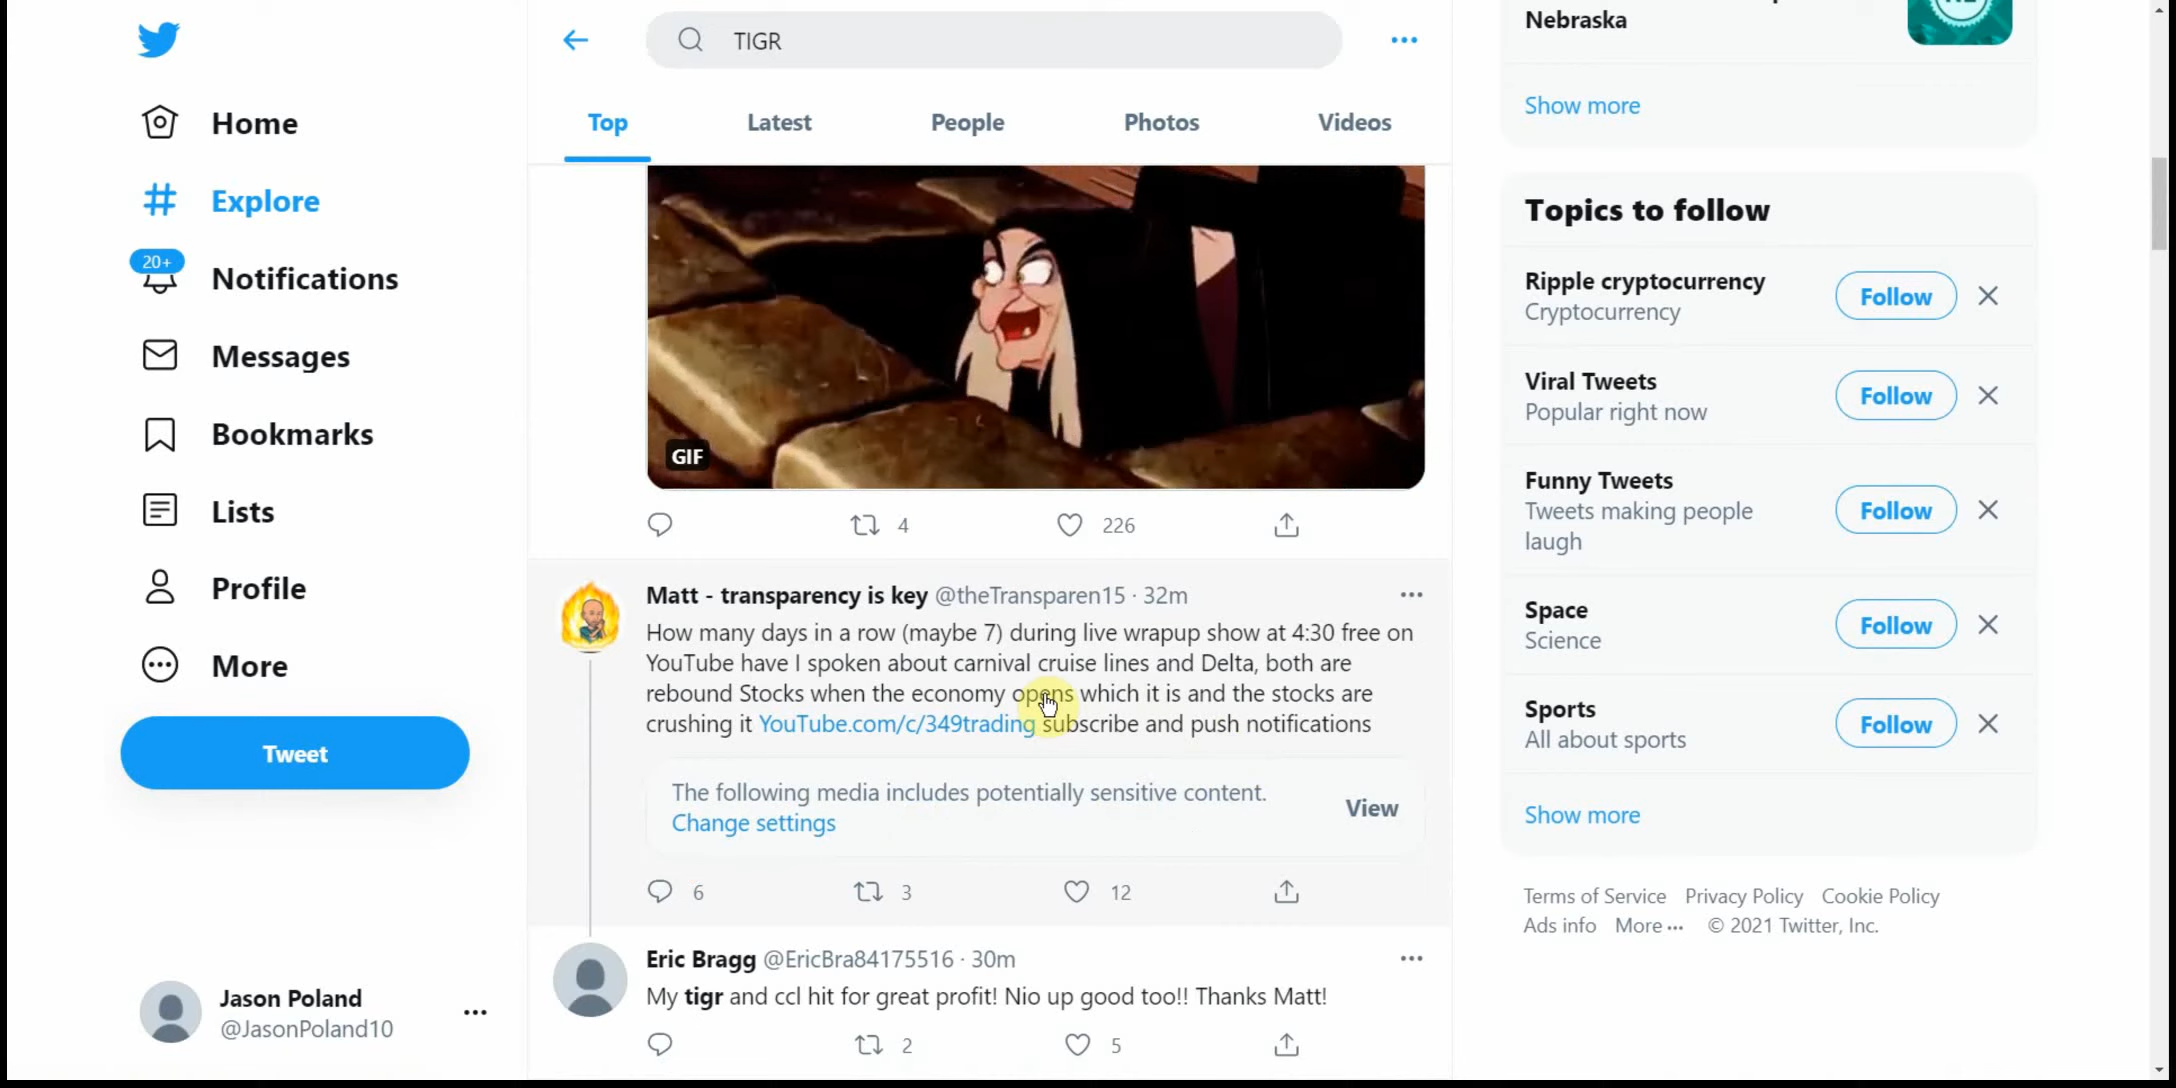 TIGR
Top
Latest
People
Photos
Videos
Home
Explore
20+
Notifications
Messages
Bookmarks
Lists
Profile
More
Tweet
Jason Poland
@JasonPoland10
GIF
4
226
Matt - transparency is key @theTransparen15 · 32m
How many days in a row (maybe 7) during live wrapup show at 4:30 free on
YouTube have I spoken about carnival cruise lines and Delta, both are
rebound Stocks when the economy opens which it is and the stocks are
crushing it YouTube.com/c/349trading subscribe and push notifications
The following media includes potentially sensitive content.
Change settings
View
6
3
12
Eric Bragg @EricBra84175516 · 30m
My tigr and ccl hit for great profit! Nio up good too!! Thanks Matt!
2
5
Nebraska
Show more
Topics to follow
Ripple cryptocurrency
Cryptocurrency
Follow
Viral Tweets
Popular right now
Follow
Funny Tweets
Tweets making people
laugh
Follow
Space
Science
Follow
Sports
All about sports
Follow
Show more
Terms of Service Privacy Policy Cookie Policy
Ads info More ··· © 2021 Twitter, Inc.